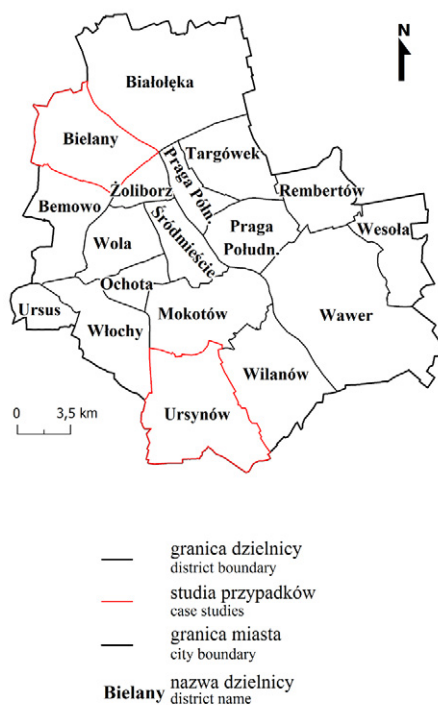 N
Białołęka
Bielany
Targówek
Praga Półn.
Żoliborz
Rembertów
Bemowo
Śródmieście
Praga
Połudn.
Wesoła
Wola
Ochota
Ursus
Włochy
Mokotów
Wawer
Wilanów
Ursynów
0 3,5 km
granica dzielnicy
district boundary
studia przypadków
case studies
granica miasta
city boundary
Bielany nazwa dzielnicy
district name